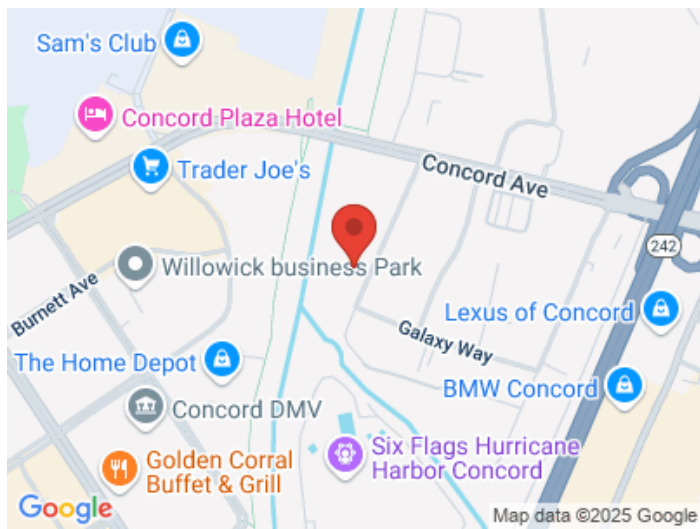 Sam's Club
Concord Plaza Hotel
Trader Joe's
Concord Ave
242
Willowick business Park
Burnett Ave
Lexus of Concord
Galaxy Way
The Home Depot
BMW Concord
Concord DMV
Six Flags Hurricane
Harbor Concord
Golden Corral
Buffet & Grill
Google
Map data ©2025 Google